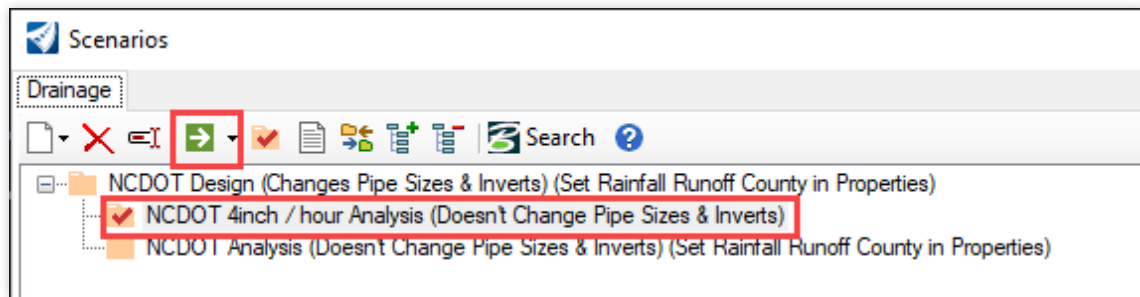 Scenarios
Drainage
Search
NCDOT Design (Changes Pipe Sizes & Inverts) (Set Rainfall Runoff County in Properties)
NCDOT 4inch / hour Analysis (Doesn't Change Pipe Sizes & Inverts)
NCDOT Analysis (Doesn't Change Pipe Sizes & Inverts) (Set Rainfall Runoff County in Properties)